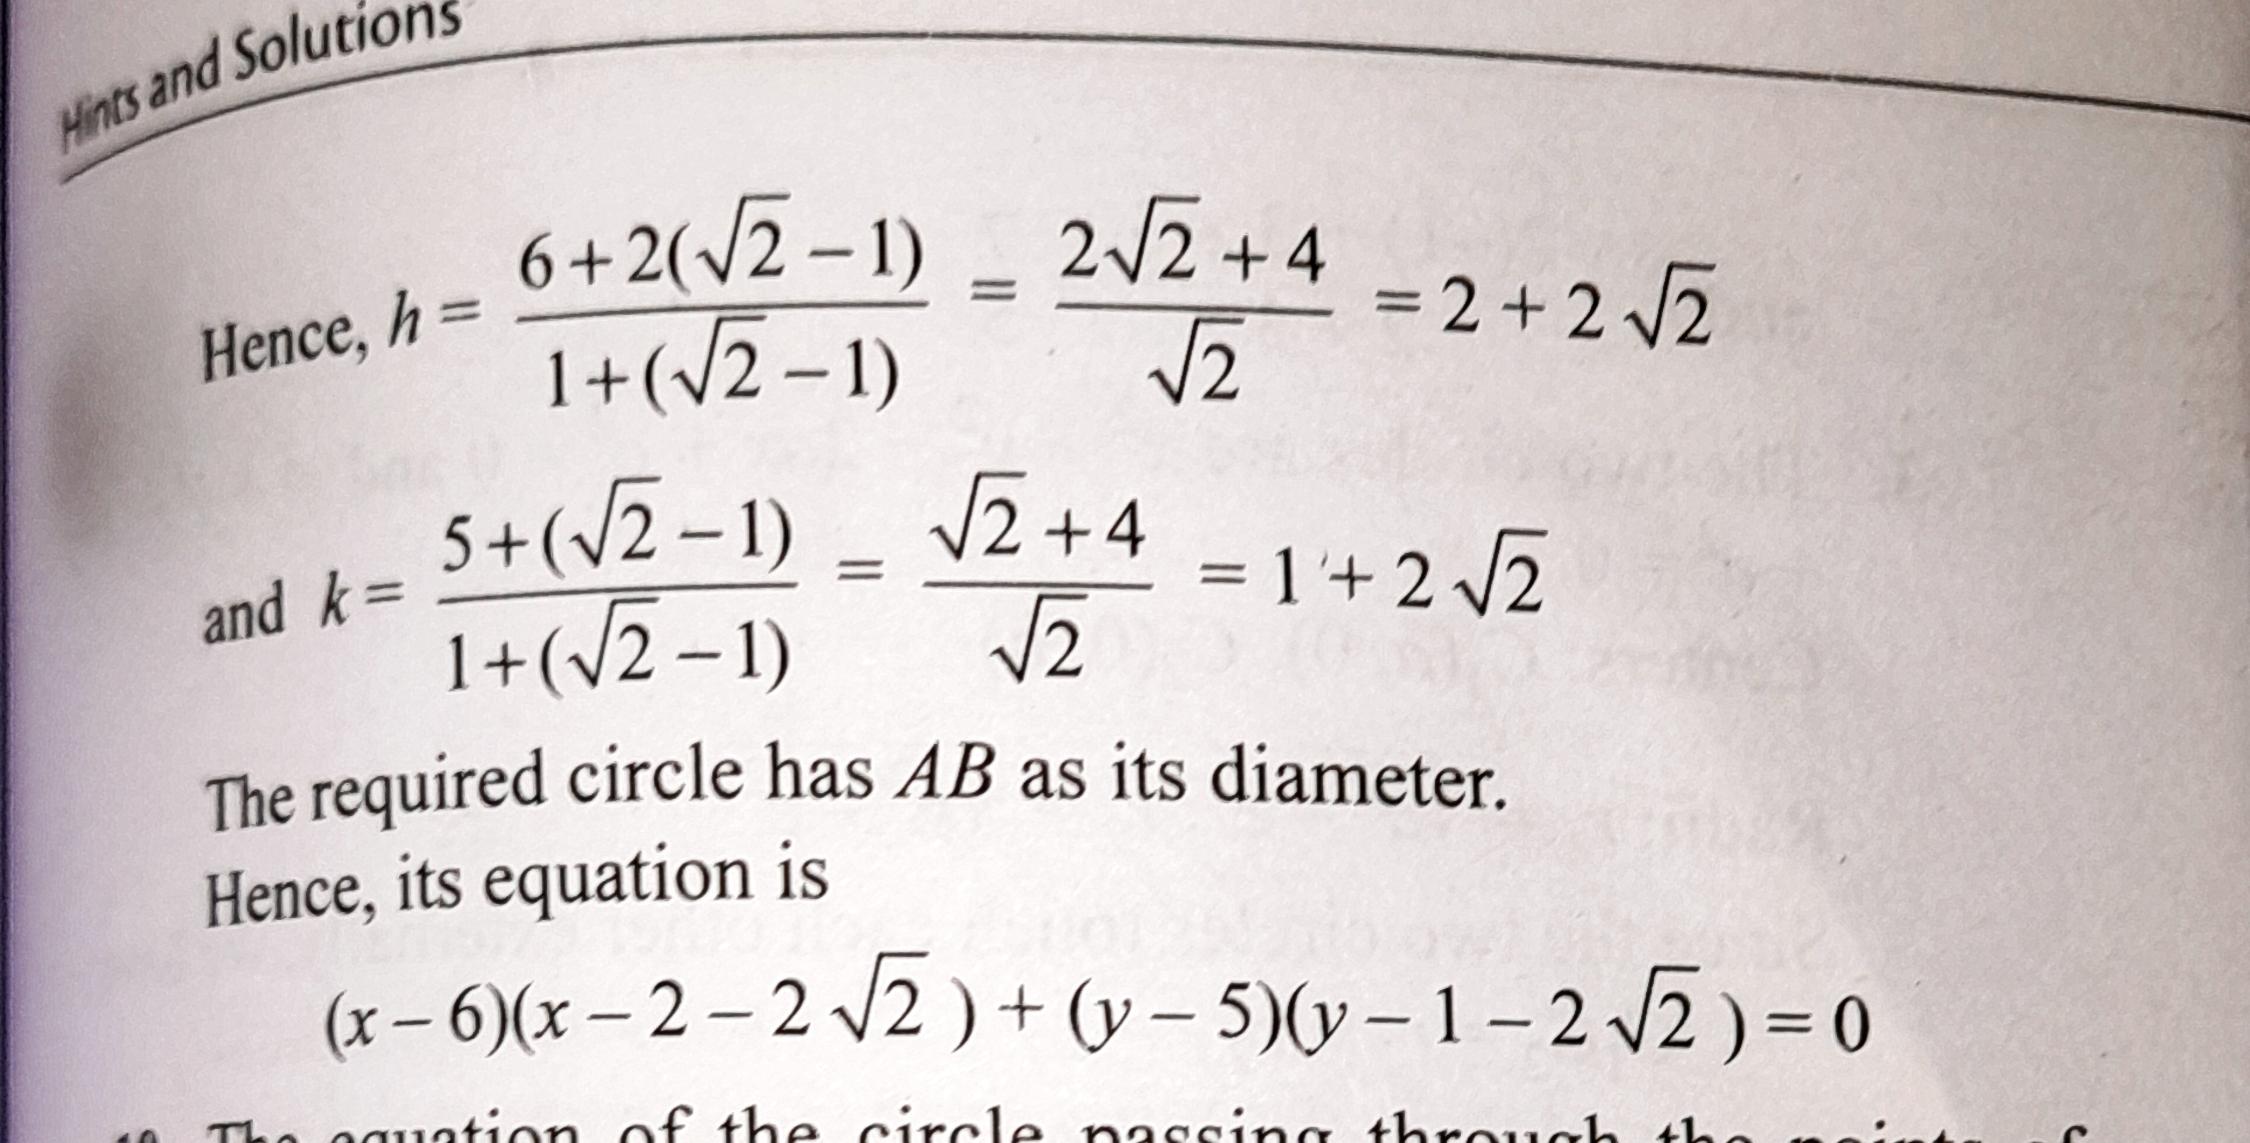 Hints and Solutions
Hence, h = \frac{6+2(\sqrt{2}-1)}{1+(\sqrt{2}-1)} = \frac{2\sqrt{2}+4}{\sqrt{2}} = 2 + 2\sqrt{2}
and k = \frac{5+(\sqrt{2}-1)}{1+(\sqrt{2}-1)} = \frac{\sqrt{2}+4}{\sqrt{2}} = 1 + 2\sqrt{2}
The required circle has AB as its diameter.
Hence, its equation is
(x – 6)(x – 2 – 2√2) + (y – 5)(y – 1 – 2√2) = 0
The equation of the circle passing through the points of